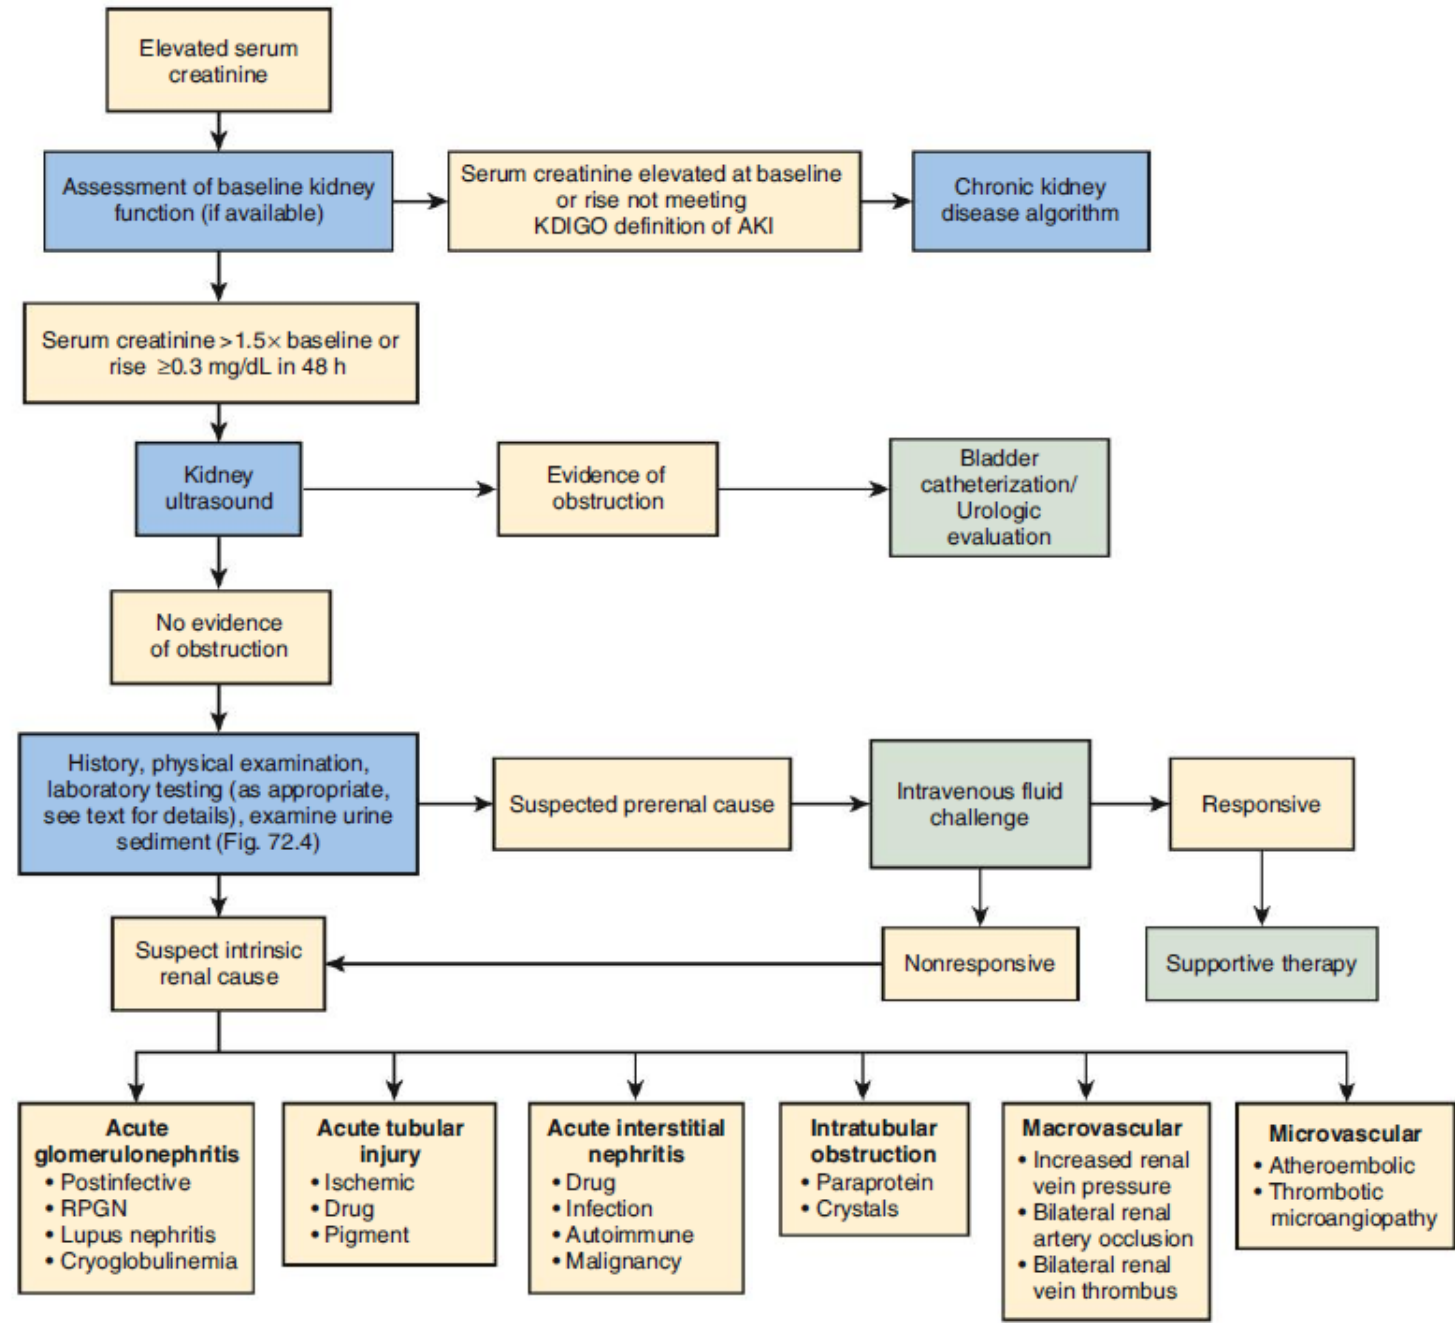 Elevated serum
creatinine
Assessment of baseline kidney
function (if available)
Serum creatinine elevated at baseline
or rise not meeting
KDIGO definition of AKI
Chronic kidney
disease algorithm
Serum creatinine >1.5× baseline or
rise ≥0.3 mg/dL in 48 h
Kidney
ultrasound
Evidence of
obstruction
Bladder
catheterization/
Urologic
evaluation
No evidence
of obstruction
History, physical examination,
laboratory testing (as appropriate,
see text for details), examine urine
sediment (Fig. 72.4)
Suspected prerenal cause
Intravenous fluid
challenge
Responsive
Suspect intrinsic
renal cause
Nonresponsive
Supportive therapy
Acute
glomerulonephritis
• Postinfective
• RPGN
• Lupus nephritis
• Cryoglobulinemia
Acute tubular
injury
• Ischemic
• Drug
• Pigment
Acute interstitial
nephritis
• Drug
• Infection
• Autoimmune
• Malignancy
Intratubular
obstruction
• Paraprotein
• Crystals
Macrovascular
• Increased renal
vein pressure
• Bilateral renal
artery occlusion
• Bilateral renal
vein thrombus
Microvascular
• Atheroembolic
• Thrombotic
microangiopathy